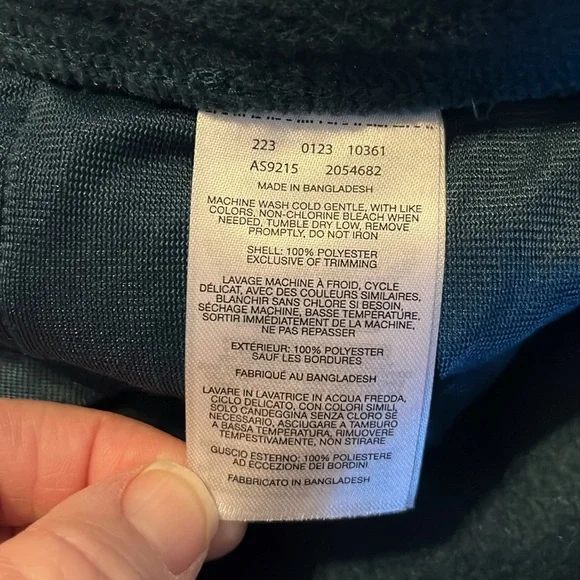 223 0123 10361
AS9215 2054682
MADE IN BANGLADESH
MACHINE WASH COLD GENTLE, WITH LIKE
COLORS, NON-CHLORINE BLEACH WHEN
NEEDED, TUMBLE DRY LOW, REMOVE
PROMPTLY, DO NOT IRON
SHELL: 100% POLYESTER
EXCLUSIVE OF TRIMMING
LAVAGE MACHINE À FROID, CYCLE
DÉLICAT, AVEC DES COULEURS SIMILAIRES,
BLANCHIR SANS CHLORE SI BESOIN,
SÉCHAGE MACHINE, BASSE TEMPÉRATURE,
SORTIR IMMÉDIATEMENT DE LA MACHINE,
NE PAS REPASSER
EXTÉRIEUR: 100% POLYESTER
SAUF LES BORDURES
FABRIQUÉ AU BANGLADESH
LAVARE IN LAVATRICE IN ACQUA FREDDA,
CICLO DELICATO, CON COLORI SIMILI,
SOLO CANDEGGINA SENZA CLORO SE
NECESSARIO, ASCIUGARE A TAMBURO
A BASSA TEMPERATURA, RIMUOVERE
TEMPESTIVAMENTE, NON STIRARE
GUSCIO ESTERNO: 100% POLIESTERE
AD ECCEZIONE DEI BORDINI
FABBRICATO IN BANGLADESH